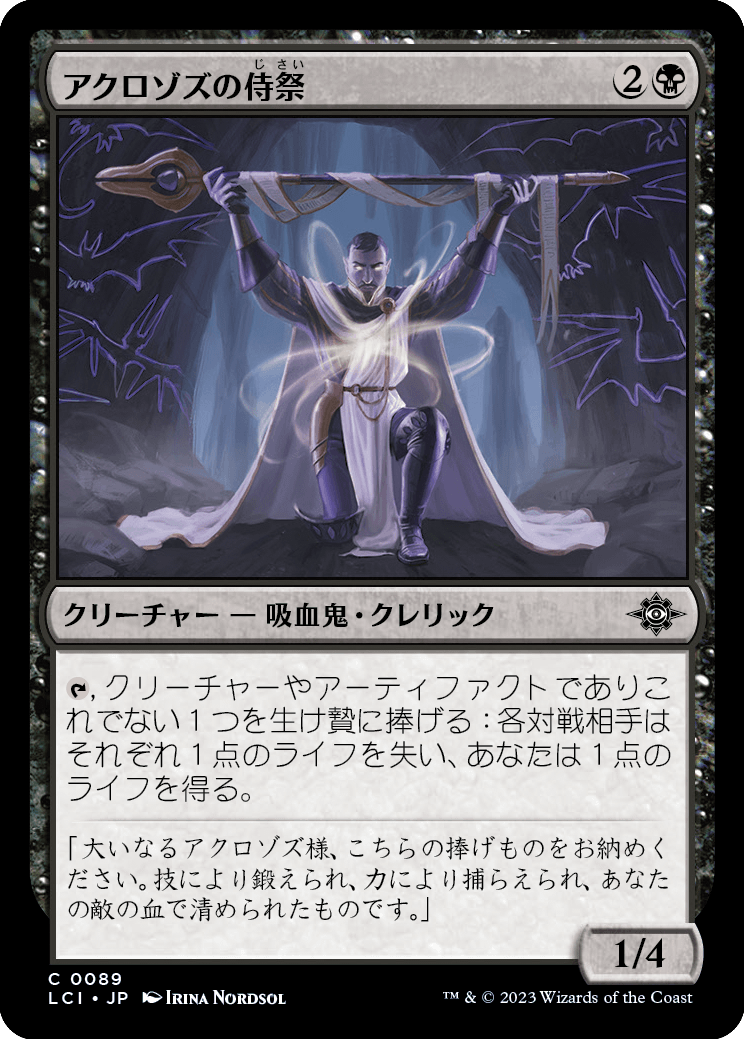 じ さい
アクロゾズの侍祭
2
クリーチャー — 吸血鬼・クレリック
, クリーチャーやアーティファクトでありこ
れでない1つを生け贄に捧げる：各対戦相手は
それぞれ1点のライフを失い、あなたは1点の
ライフを得る。
「大いなるアクロゾズ様、こちらの捧げものをお納めく
ださい。技により鍛えられ、力により捕らえられ、あなた
の敵の血で清められたものです。」
1/4
C 0089
LCI • JP Irina Nordsol
™ & © 2023 Wizards of the Coast